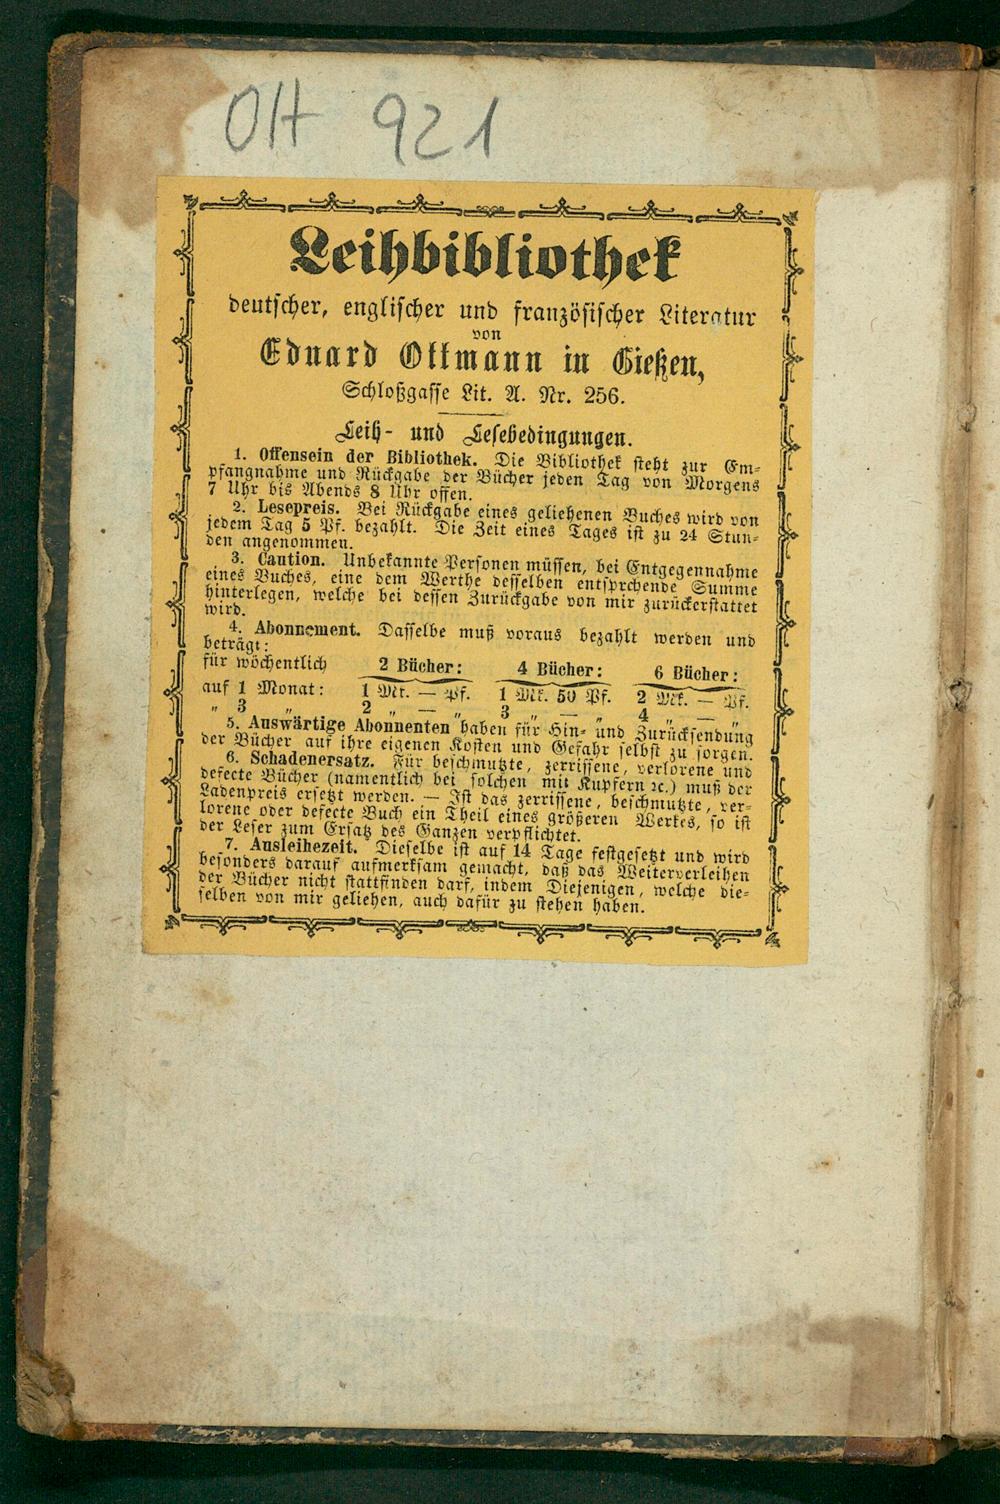 OH 921
Leihbibliothek
deutscher, englischer und französischer Literatur
von
Eduard Ottmann in Gießen,
Schloßgasse Lit. A. Nr. 256.
Leih- und Lesebedingungen.
1. Offensein der Bibliothek. Die Bibliothek steht zur Em-
pfangnahme und Rückgabe der Bücher jeden Tag von Morgens
7 Uhr bis Abends 8 Uhr offen.
2. Lesepreis. Bei Rückgabe eines geliehenen Buches wird von
jedem Tag 5 Pf. bezahlt. Die Zeit eines Tages ist zu 24 Stun-
den angenommen.
3. Caution. Unbekannte Personen müssen, bei Entgegennahme
eines Buches, eine dem Werthe desselben entsprchende Summe
hinterlegen, welche bei dessen Zurückgabe von mir zurückerstattet
wird.
4. Abonnement. Dasselbe muß voraus bezahlt werden und
beträgt:
für wöchentlich 2 Bücher: 4 Bücher: 6 Bücher:
auf 1 Monat: 1 Mk. — Pf. 1 Mk. 50 Pf. 2 Mk. — Pf.
„ 3 „ 2 „ — „ 3 „ — „ 4 „ — „
5. Auswärtige Abonnenten haben für Hin- und Zurücksendung
der Bücher auf ihre eigenen Kosten und Gefahr selbst zu sorgen.
6. Schadenersatz. Für beschmutzte, zerrissene, verlorene und
defecte Bücher (namentlich bei solchen mit Kupfern ꝛc.) muß der
Ladenpreis ersetzt werden. — Ist das zerrissene, beschmutzte, ver-
lorene oder defecte Buch ein Theil eines größeren Werkes, so ist
der Leser zum Ersatz des Ganzen verpflichtet.
7. Ausleihezeit. Dieselbe ist auf 14 Tage festgesetzt und wird
besonders darauf aufmerksam gemacht, daß das Weiterverleihen
der Bücher nicht stattfinden darf, indem Diejenigen, welche die-
selben von mir geliehen, auch dafür zu stehen haben.